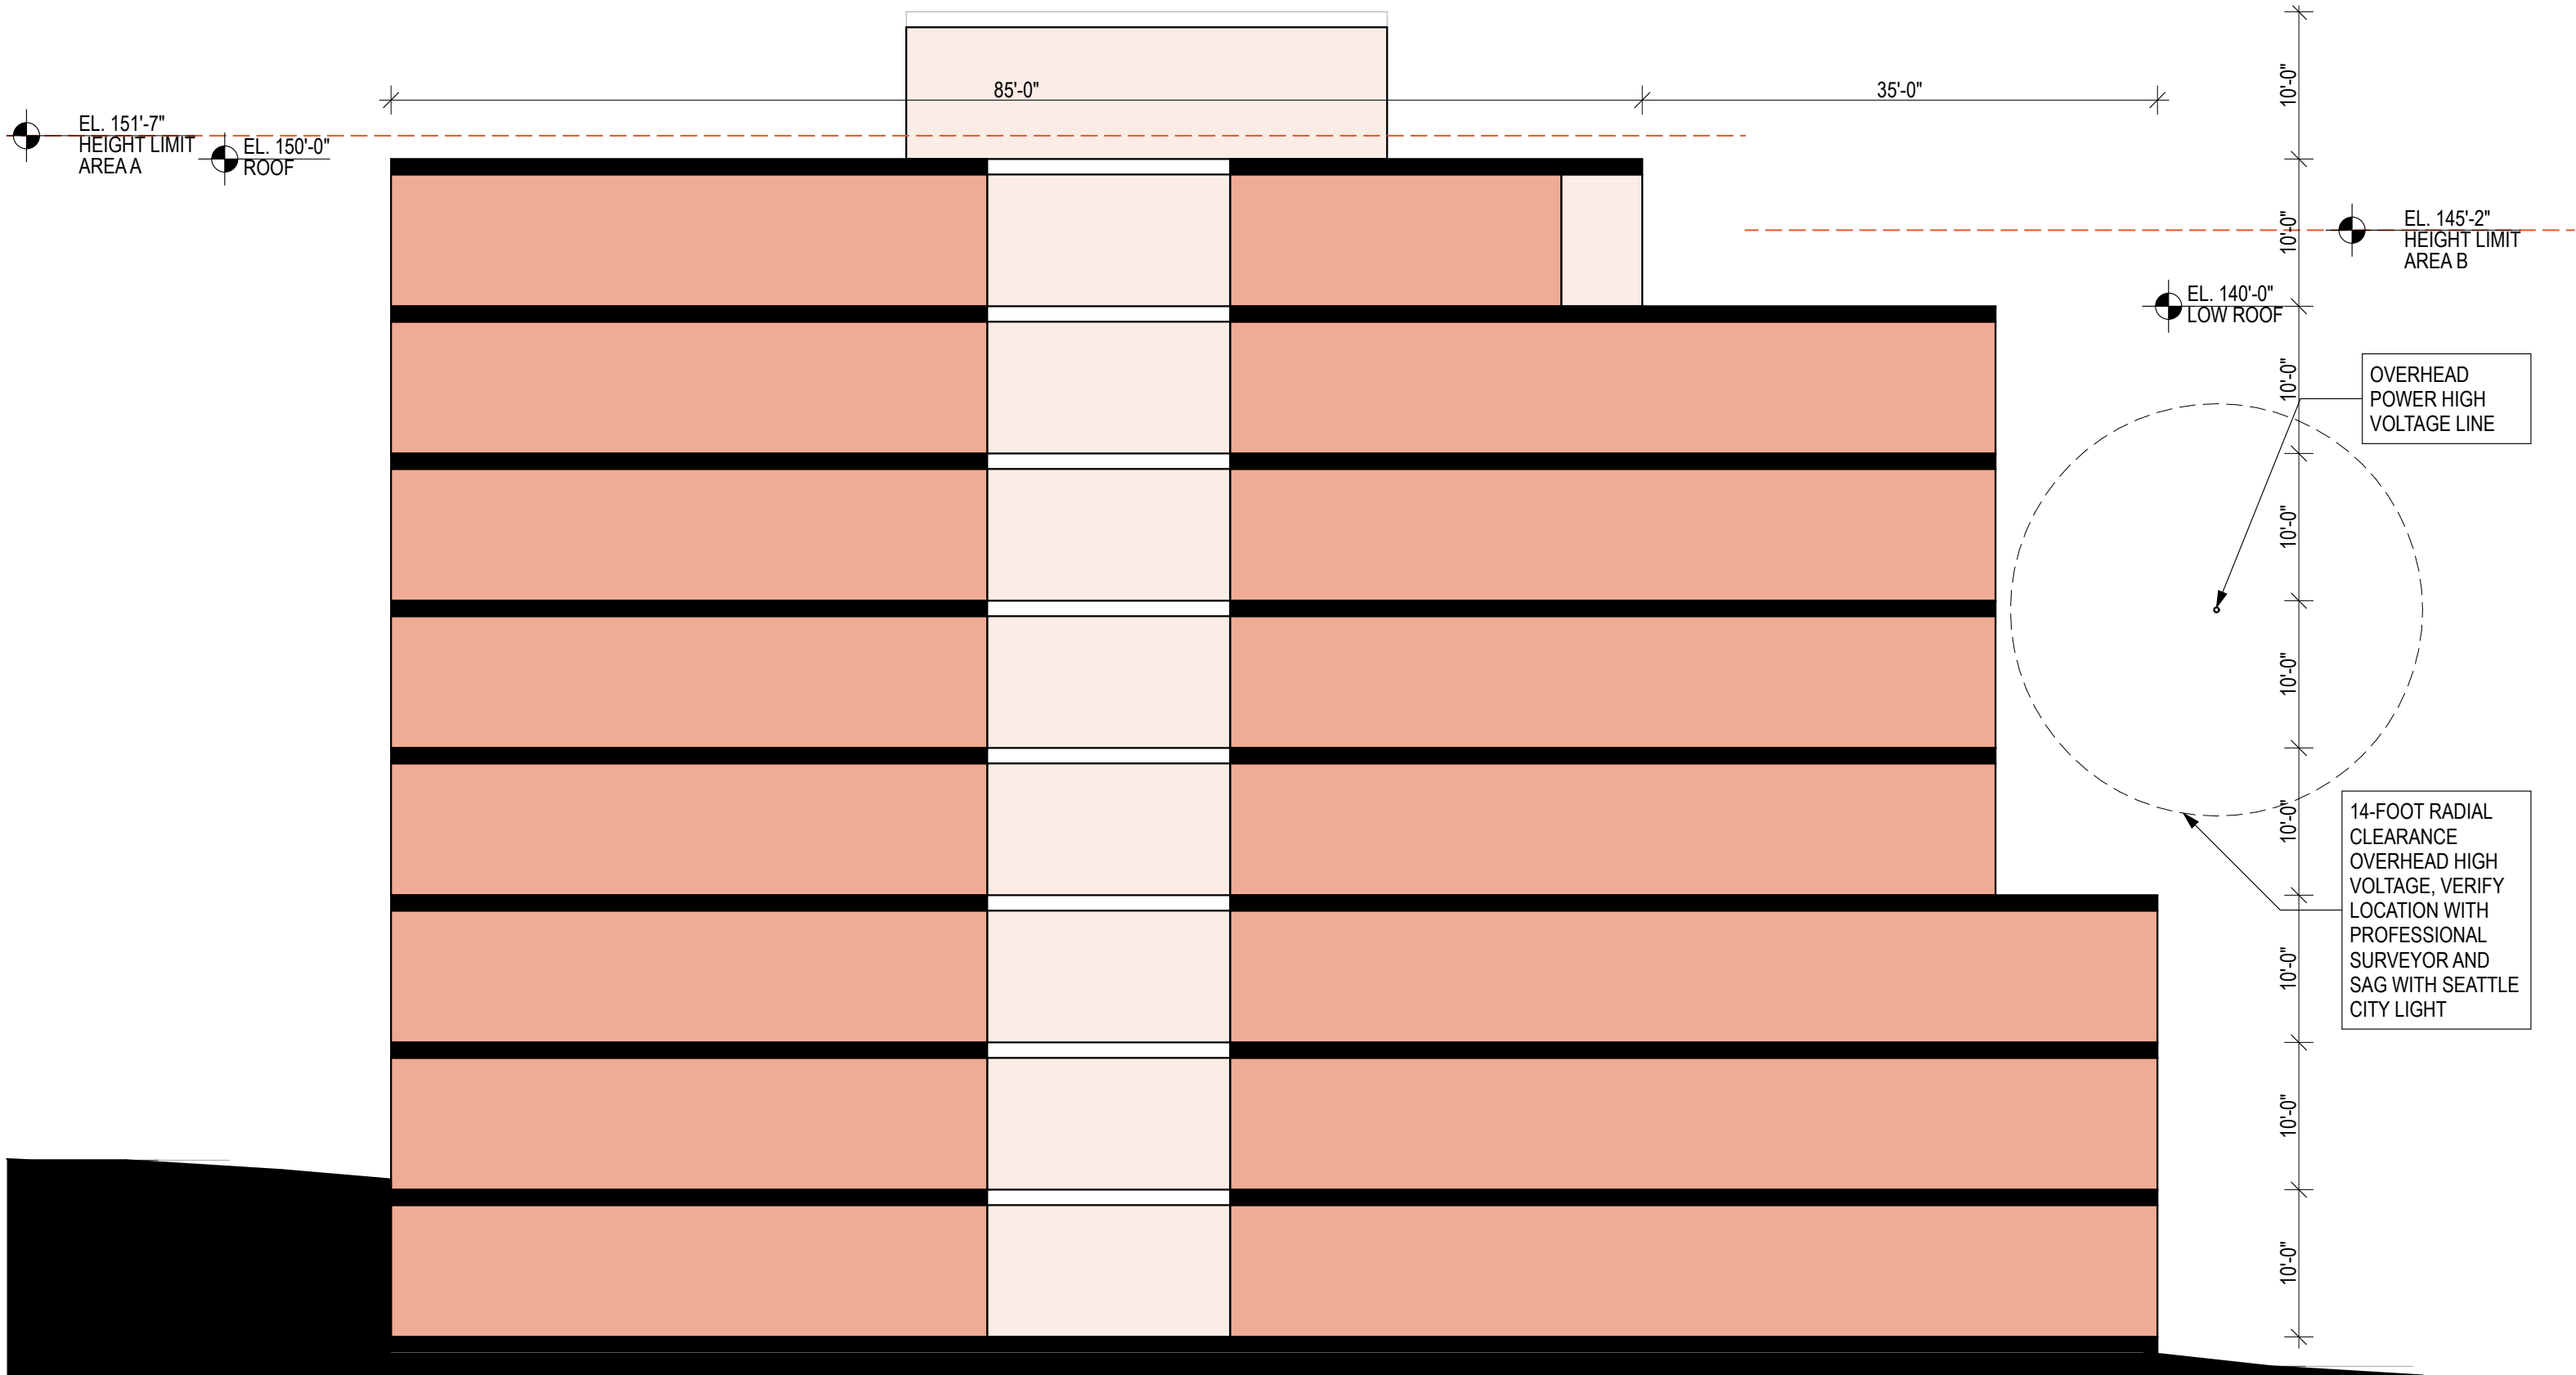 85'-0"
35'-0"
EL. 151'-7"
HEIGHT LIMIT
AREA A
EL. 150'-0"
ROOF
EL. 145'-2"
HEIGHT LIMIT
AREA B
EL. 140'-0"
LOW ROOF
OVERHEAD
POWER HIGH
VOLTAGE LINE
14-FOOT RADIAL
CLEARANCE
OVERHEAD HIGH
VOLTAGE, VERIFY
LOCATION WITH
PROFESSIONAL
SURVEYOR AND
SAG WITH SEATTLE
CITY LIGHT
10'-0"
10'-0"
10'-0"
10'-0"
10'-0"
10'-0"
10'-0"
10'-0"
10'-0"